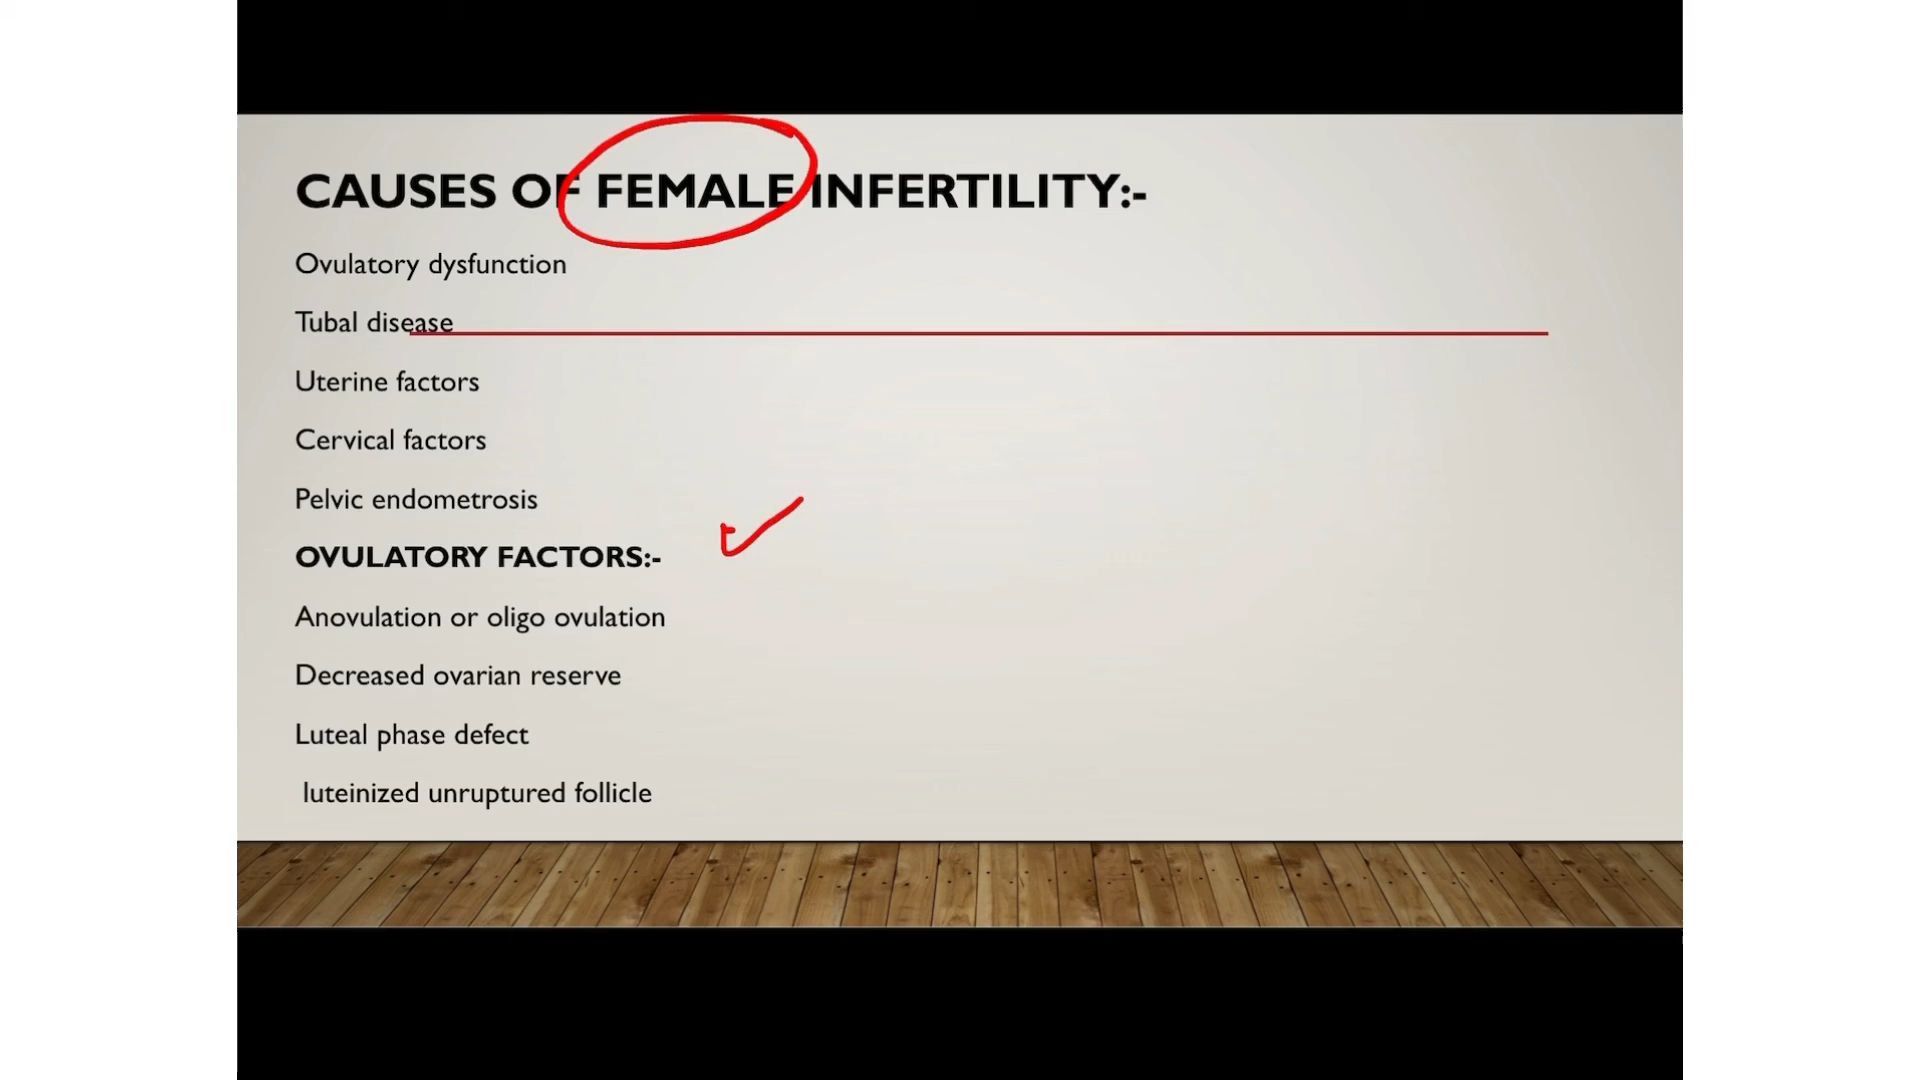 CAUSES OF FEMALE INFERTILITY:-
Ovulatory dysfunction
Tubal disease
Uterine factors
Cervical factors
Pelvic endometrosis
OVULATORY FACTORS:-
Anovulation or oligo ovulation
Decreased ovarian reserve
Luteal phase defect
luteinized unruptured follicle